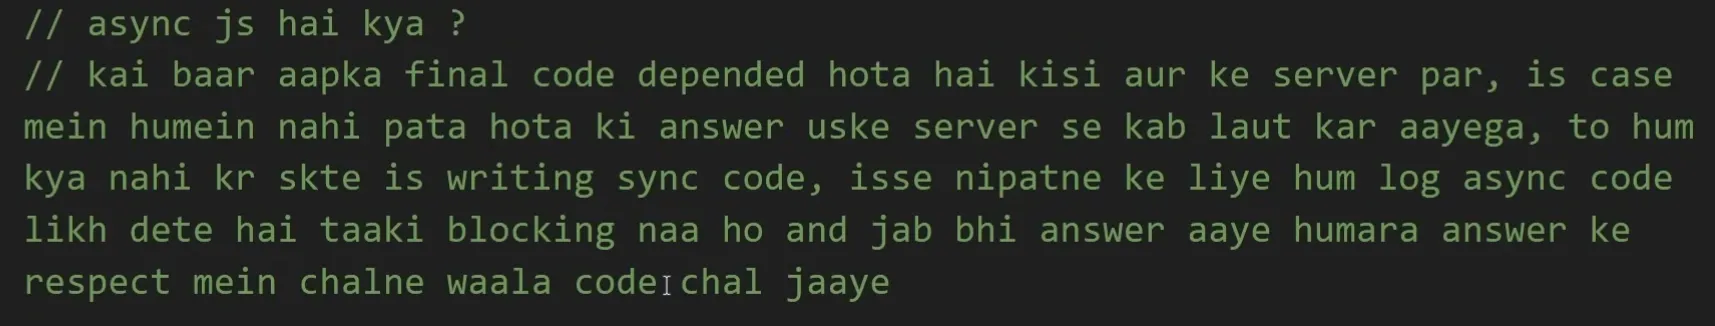 // async js hai kya ?
// kai baar aapka final code depended hota hai kisi aur ke server par, is case
mein humein nahi pata hota ki answer uske server se kab laut kar aayega, to hum
kya nahi kr skte is writing sync code, isse nipatne ke liye hum log async code
likh dete hai taaki blocking naa ho and jab bhi answer aaye humara answer ke
respect mein chalne waala code chal jaaye